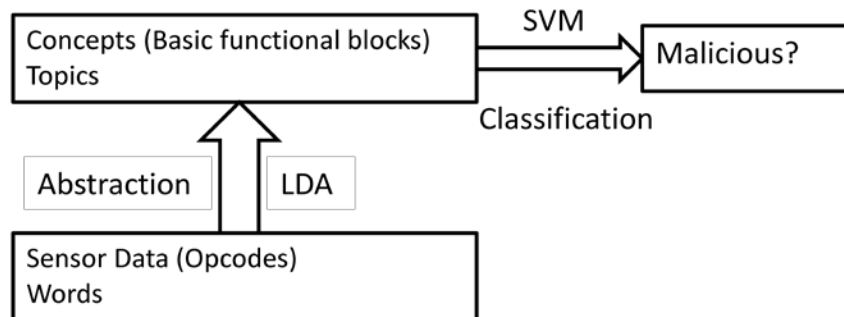 Concepts (Basic functional blocks)
Topics
SVM
Malicious?
Classification
Abstraction
LDA
Sensor Data (Opcodes)
Words